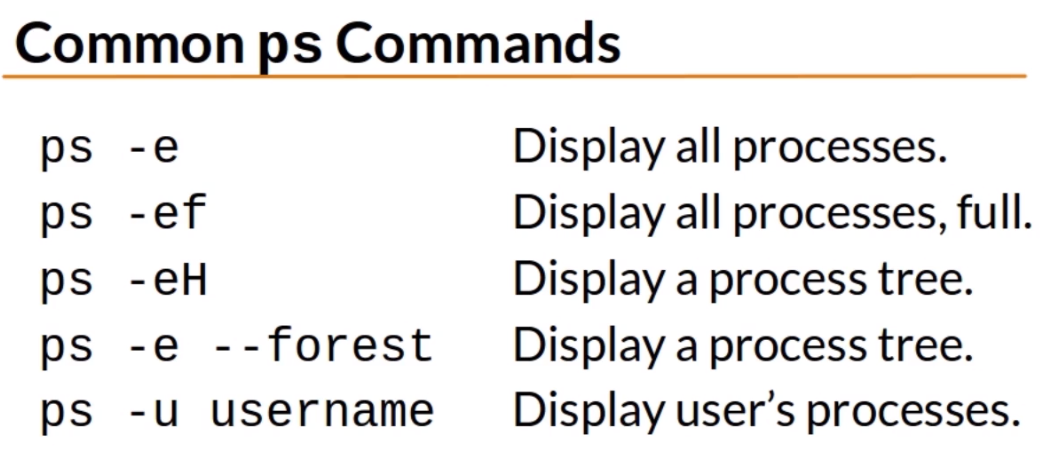 Common ps Commands
ps -e Display all processes.
ps -ef Display all processes, full.
ps -eH Display a process tree.
ps -e --forest Display a process tree.
ps -u username Display user’s processes.